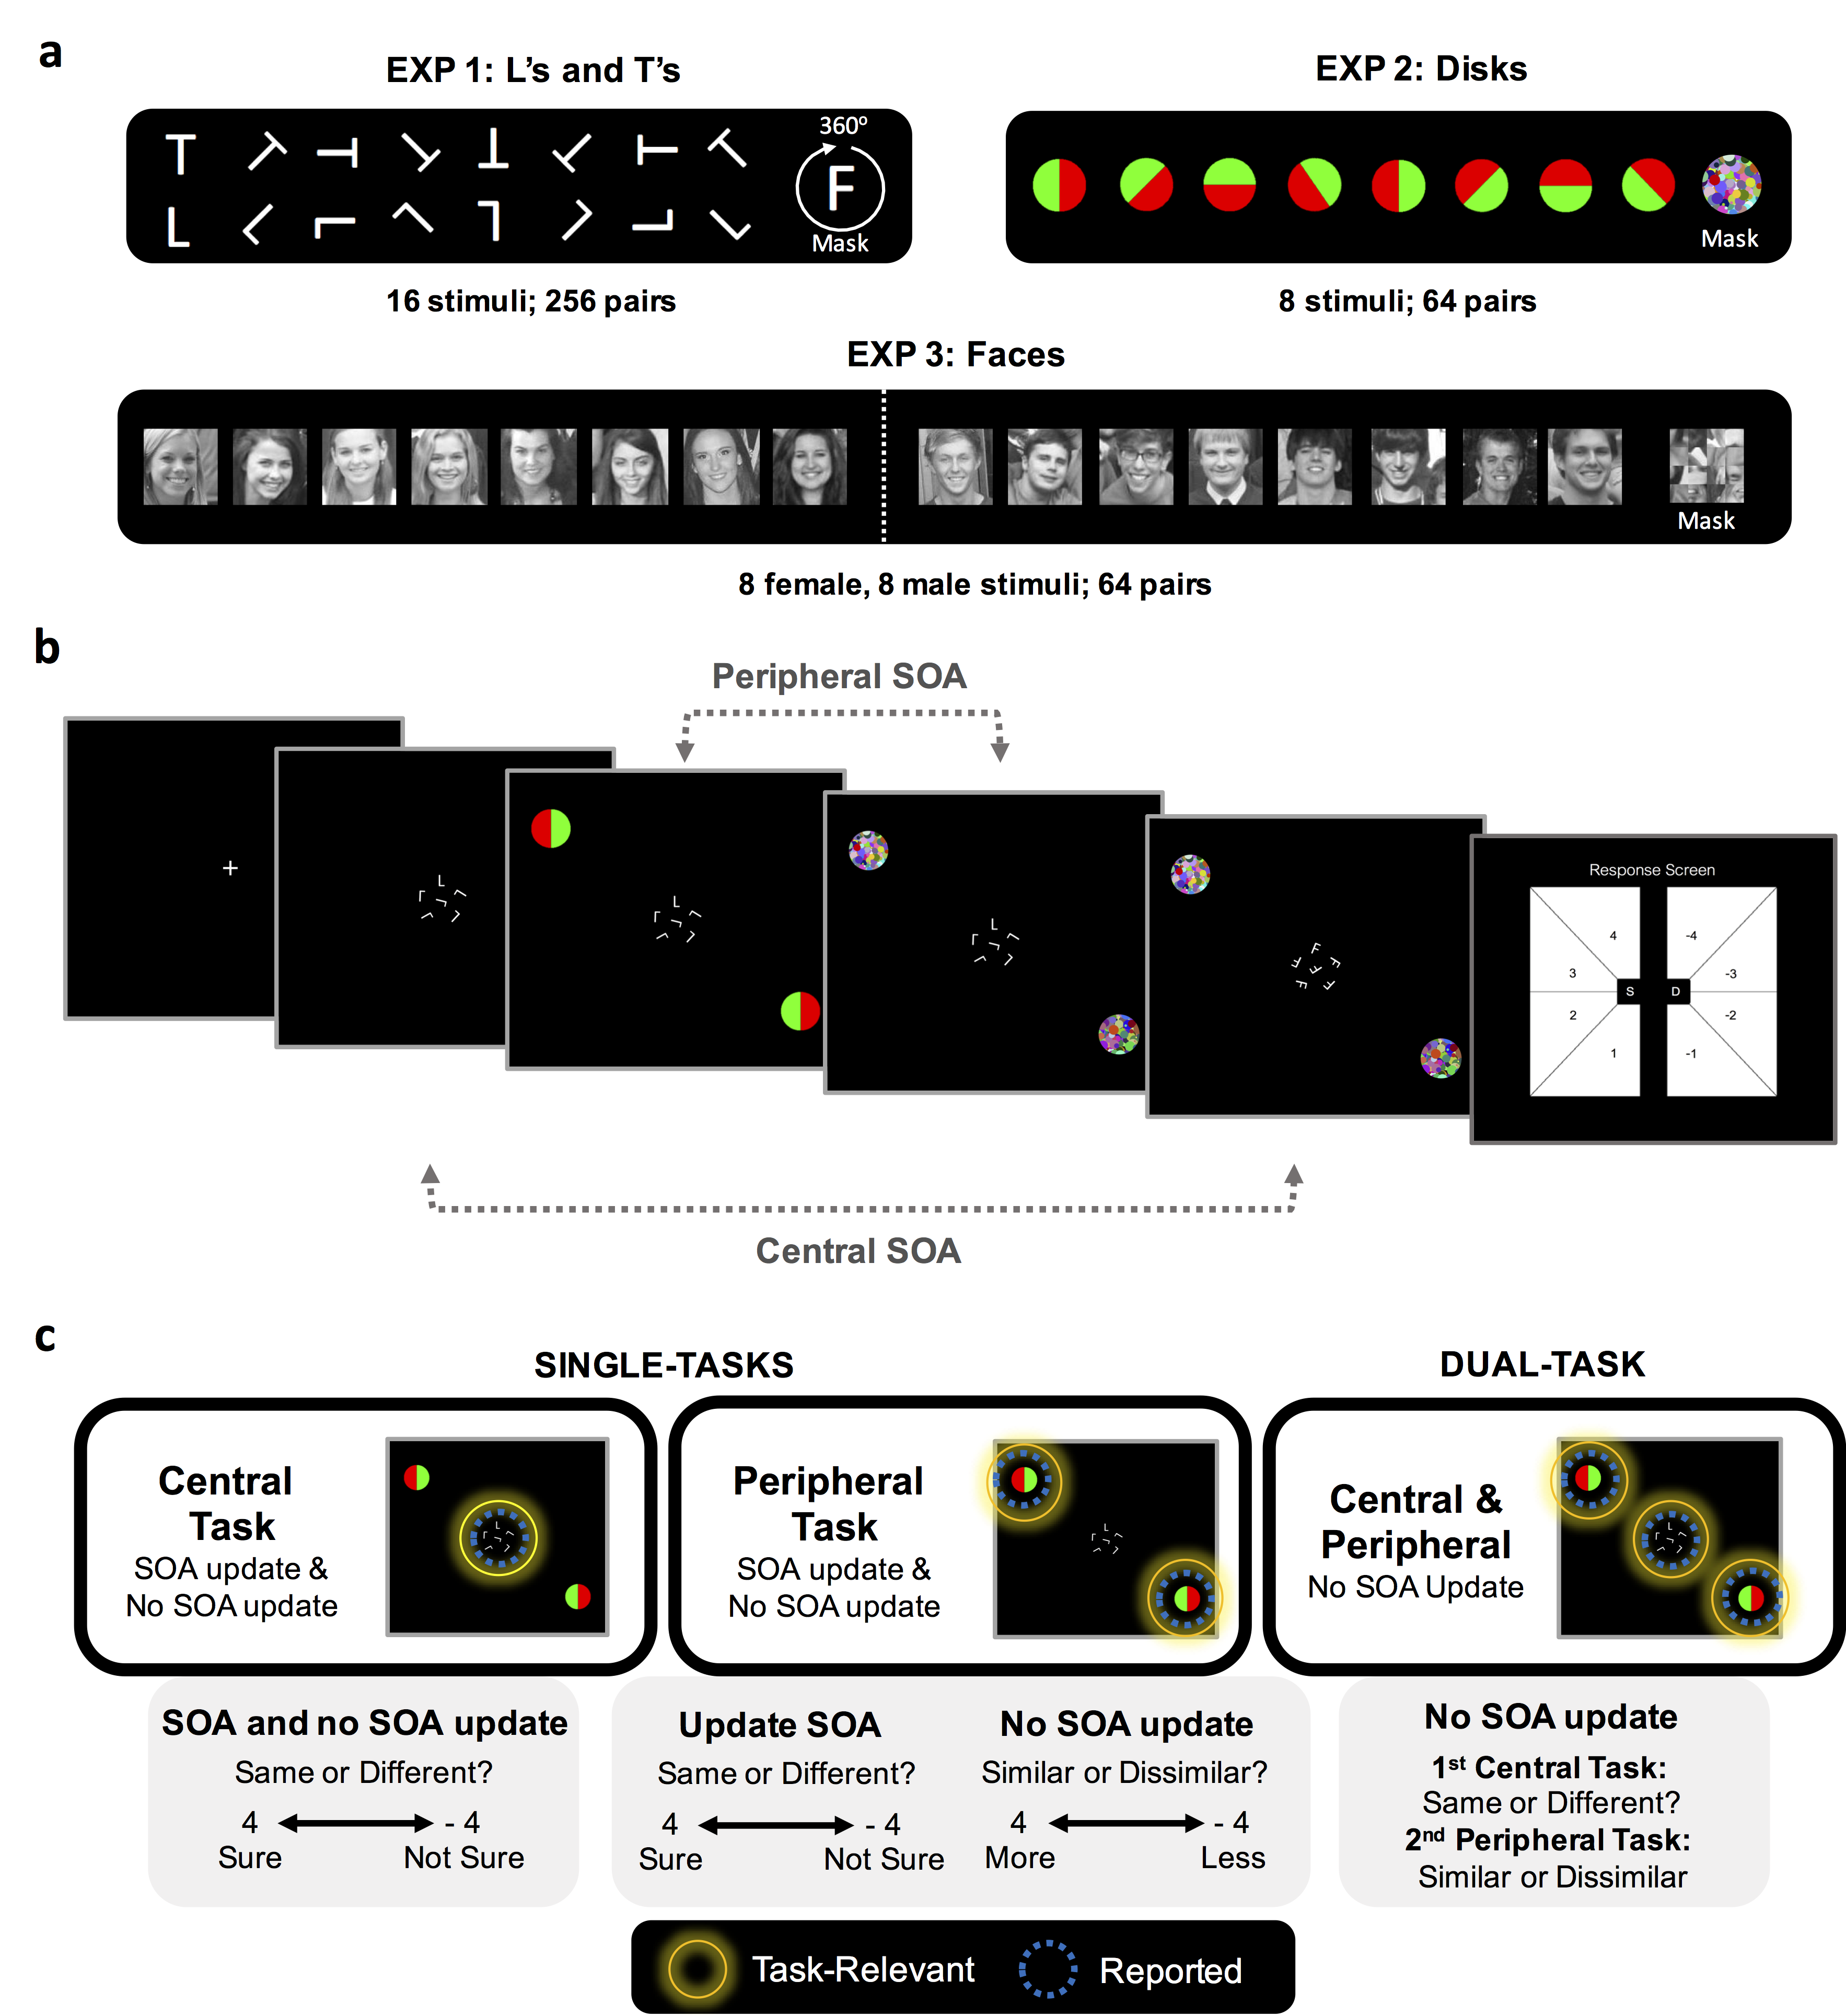 a
EXP 1: L's and T's
EXP 2: Disks
T
L
360º
F
Mask
Mask
16 stimuli; 256 pairs
8 stimuli; 64 pairs
EXP 3: Faces
Mask
8 female, 8 male stimuli; 64 pairs
b
Peripheral SOA
Response Screen
4 -4
3 -3
S D
2 -2
1 -1
Central SOA
c
SINGLE-TASKS
DUAL-TASK
Central
Task
SOA update &
No SOA update
Peripheral
Task
SOA update &
No SOA update
Central &
Peripheral
No SOA Update
SOA and no SOA update
Same or Different?
4 - 4
Sure Not Sure
Update SOA
Same or Different?
4 - 4
Sure Not Sure
No SOA update
Similar or Dissimilar?
4 - 4
More Less
No SOA update
1st Central Task:
Same or Different?
2nd Peripheral Task:
Similar or Dissimilar
Task-Relevant
Reported